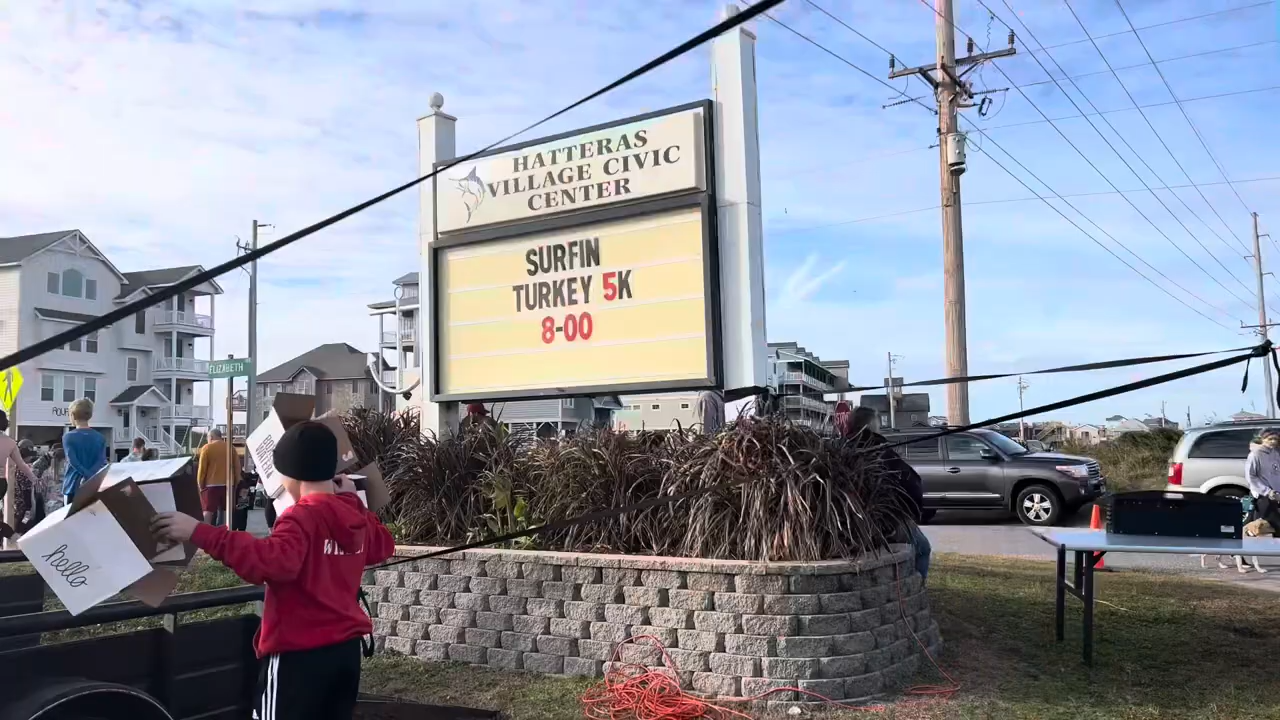 HATTERAS
VILLAGE CIVIC
CENTER
SURFIN
TURKEY 5K
8-00
ELIZABETH
hello